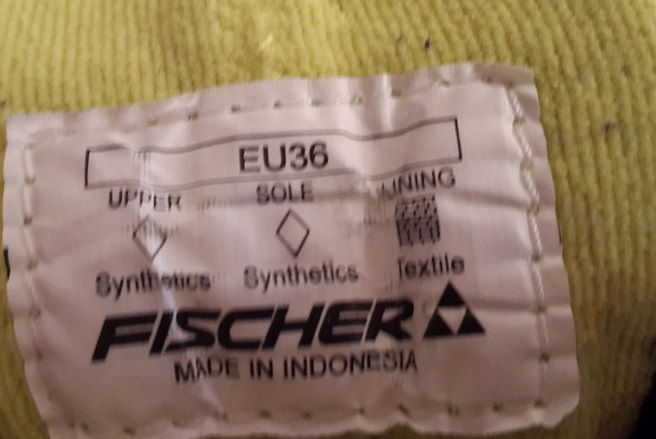 EU36
UPPER SOLE LINING
Synthetics Synthetics Textile
FISCHER
MADE IN INDONESIA